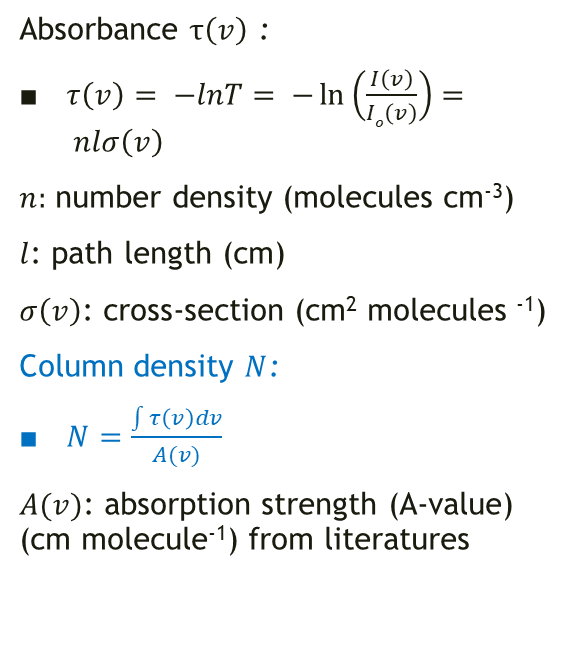 Absorbance τ(ν) :
■ τ(ν) = −lnT = − ln (I(ν)/Iₒ(ν)) =
nlσ(ν)
n: number density (molecules cm⁻³)
l: path length (cm)
σ(ν): cross-section (cm² molecules ⁻¹)
Column density N:
■ N = ∫ τ(ν)dν / A(ν)
A(ν): absorption strength (A-value)
(cm molecule⁻¹) from literatures